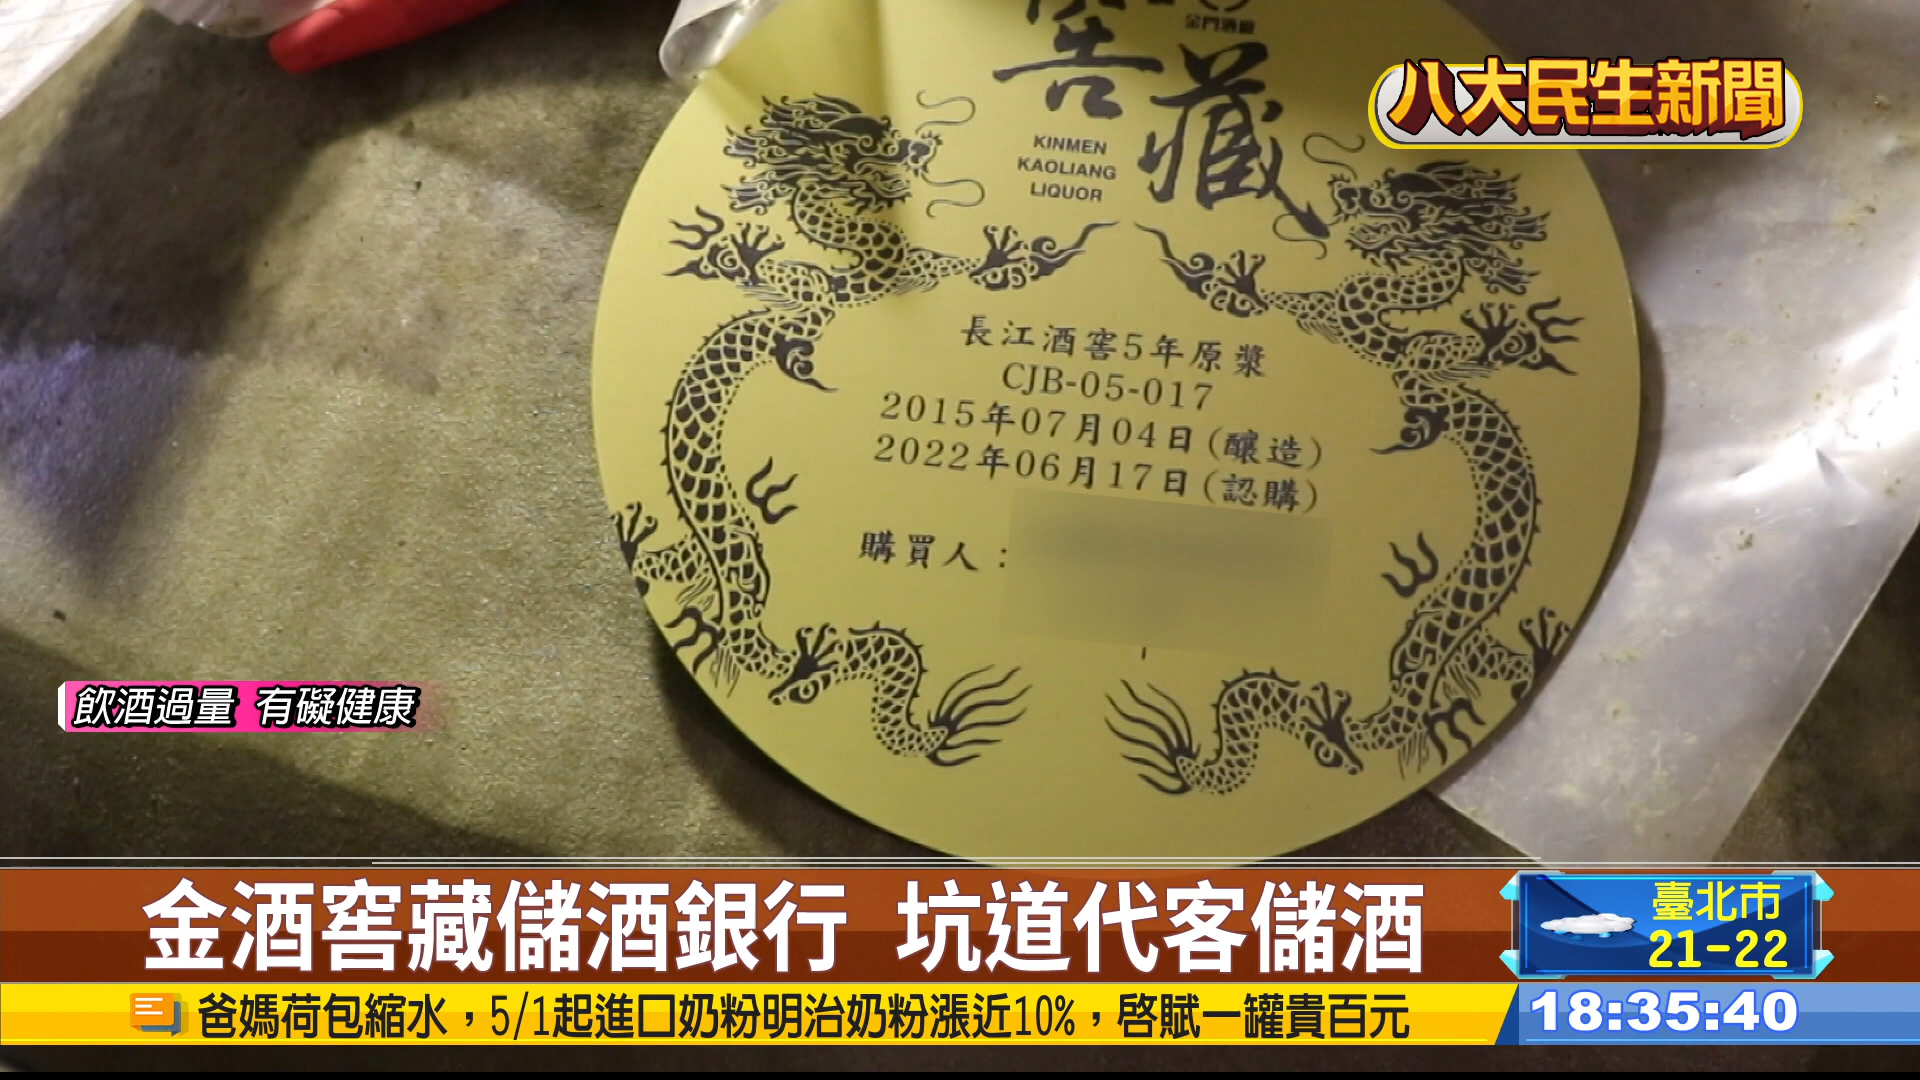 金門酒廠
窖藏
KINMEN
KAOLIANG
LIQUOR
八大民生新聞
長江酒窖5年原漿
CJB-05-017
2015年07月04日(釀造)
2022年06月17日(認購)
購買人：
飲酒過量 有礙健康
金酒窖藏儲酒銀行 坑道代客儲酒
臺北市
21-22
爸媽荷包縮水，5/1起進口奶粉明治奶粉漲近10%，啓賦一罐貴百元
18:35:40